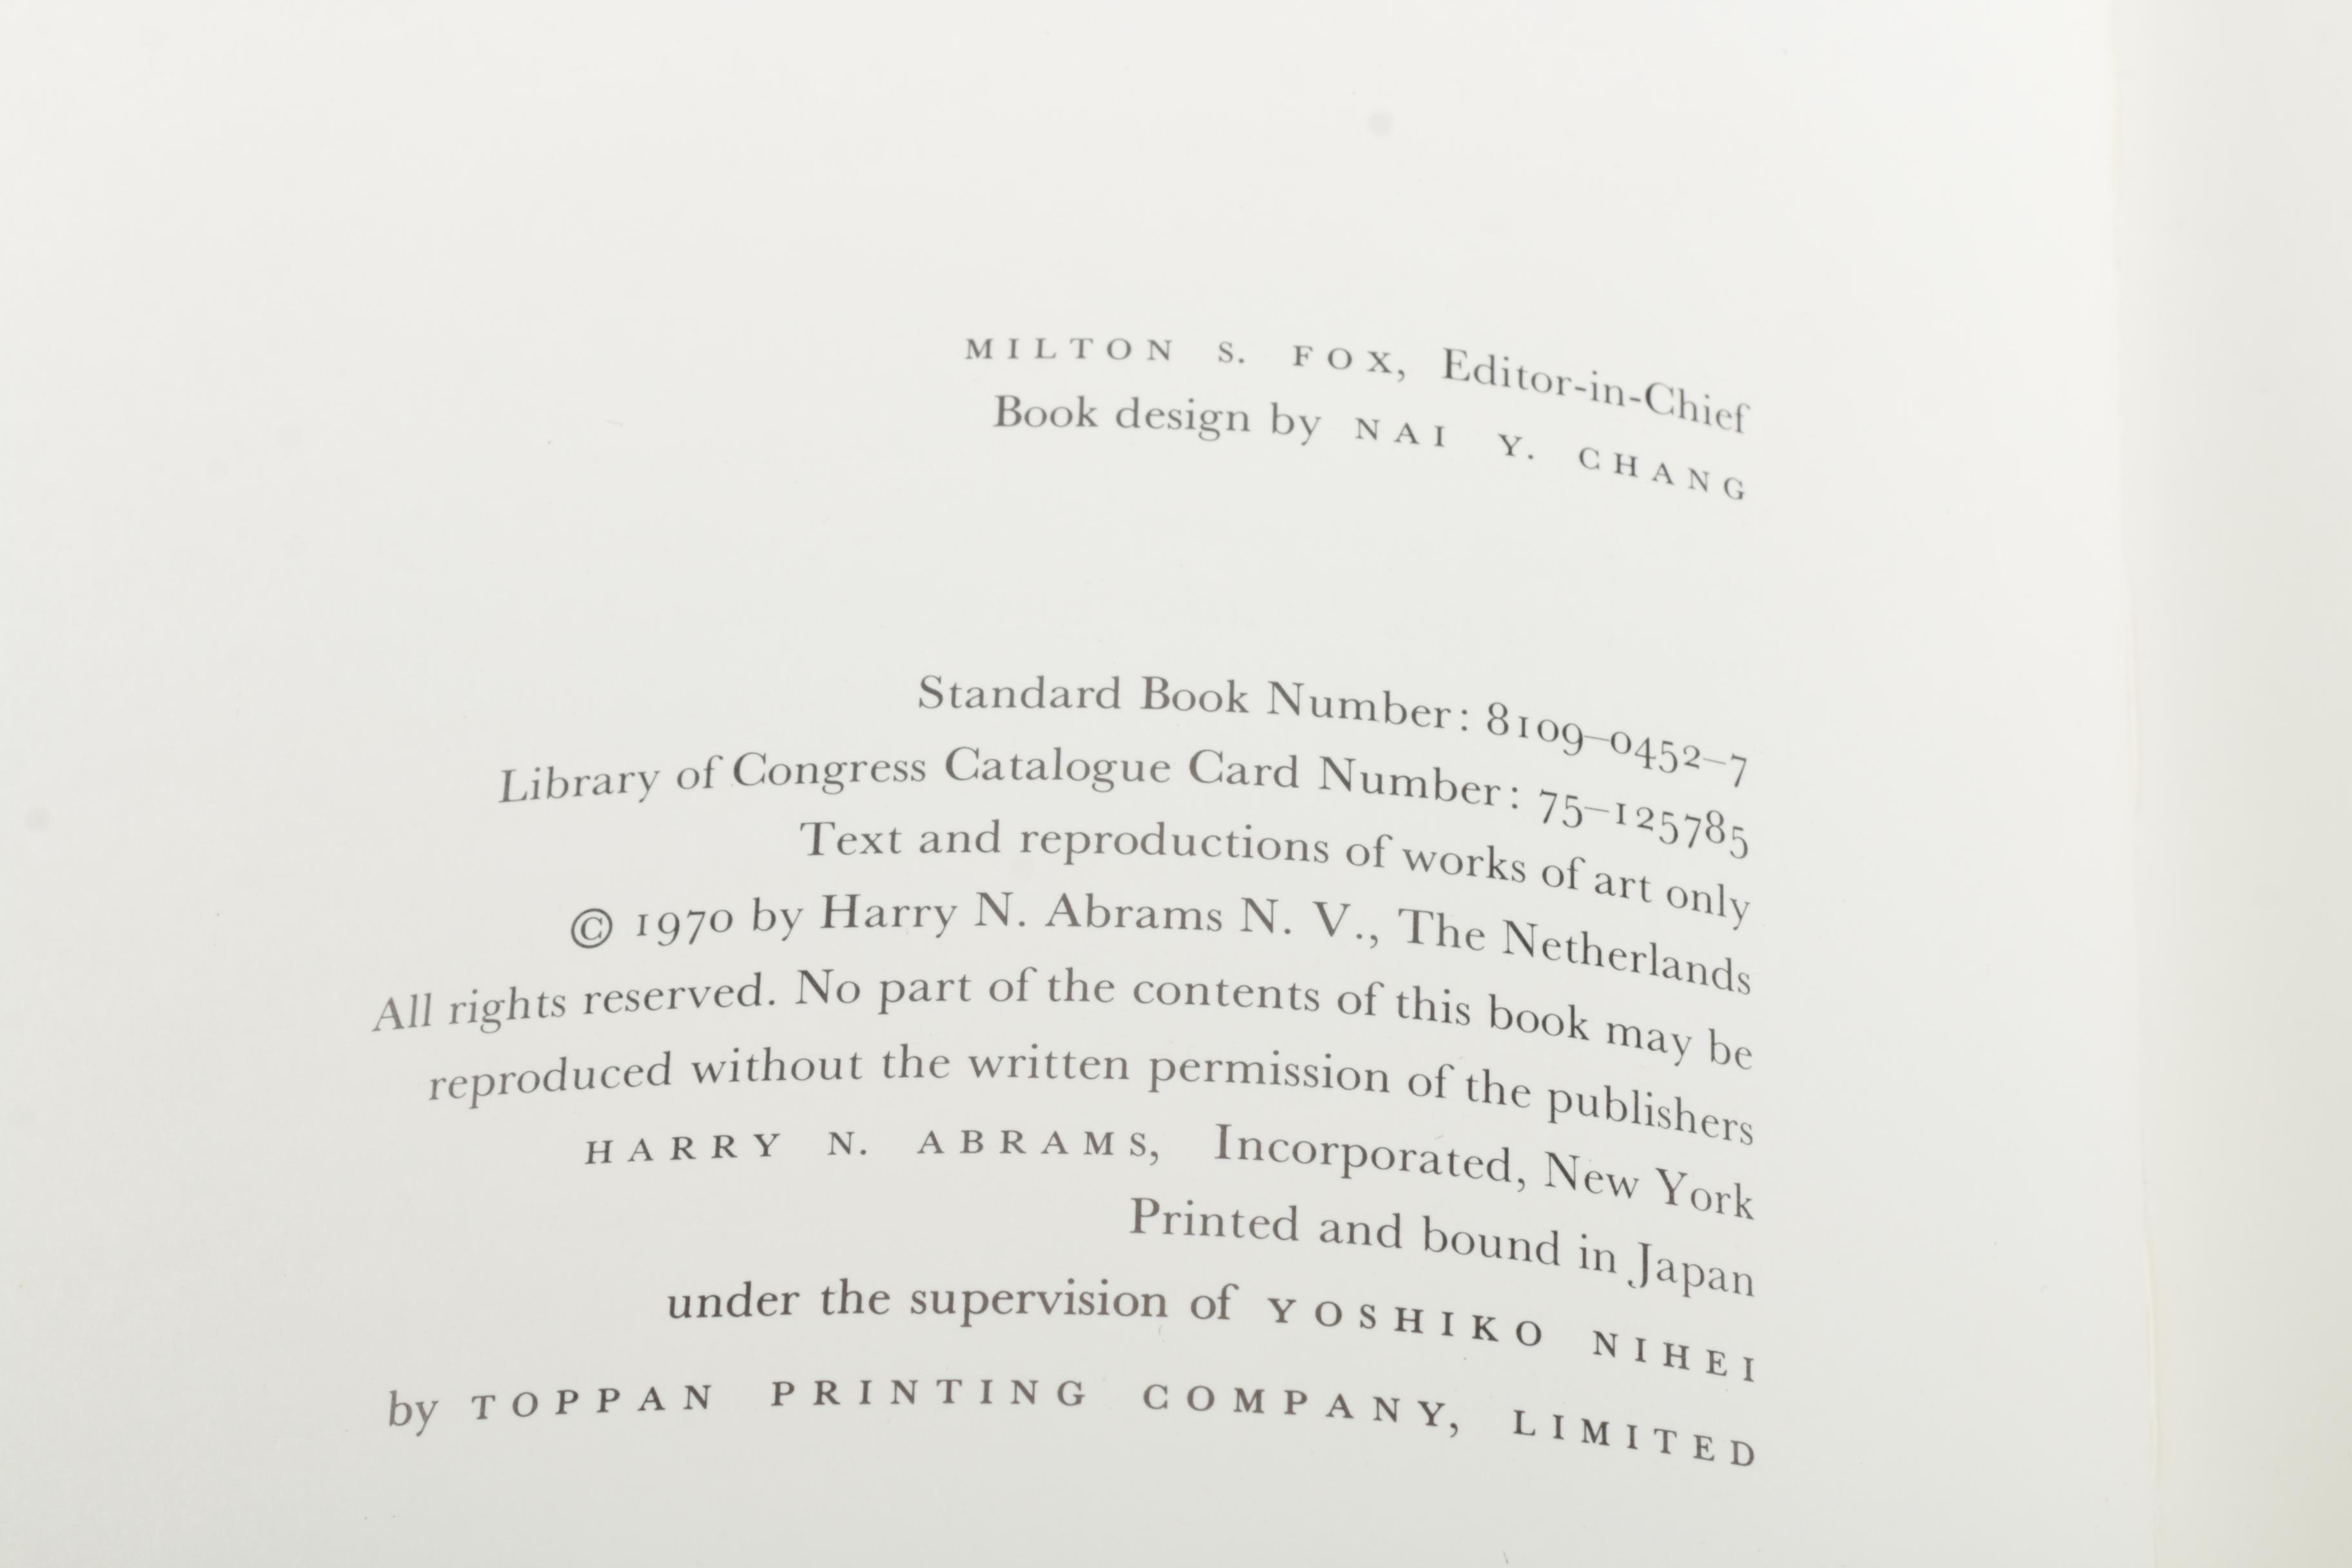 MILTON S. FOX, Editor-in-Chief
Book design by NAI Y. CHANG
Standard Book Number: 8109–0452–7
Library of Congress Catalogue Card Number: 75–125785
Text and reproductions of works of art only
© 1970 by Harry N. Abrams N. V., The Netherlands
All rights reserved. No part of the contents of this book may be
reproduced without the written permission of the publishers
HARRY N. ABRAMS, Incorporated, New York
Printed and bound in Japan
under the supervision of YOSHIKO NIHEI
by TOPPAN PRINTING COMPANY, LIMITED